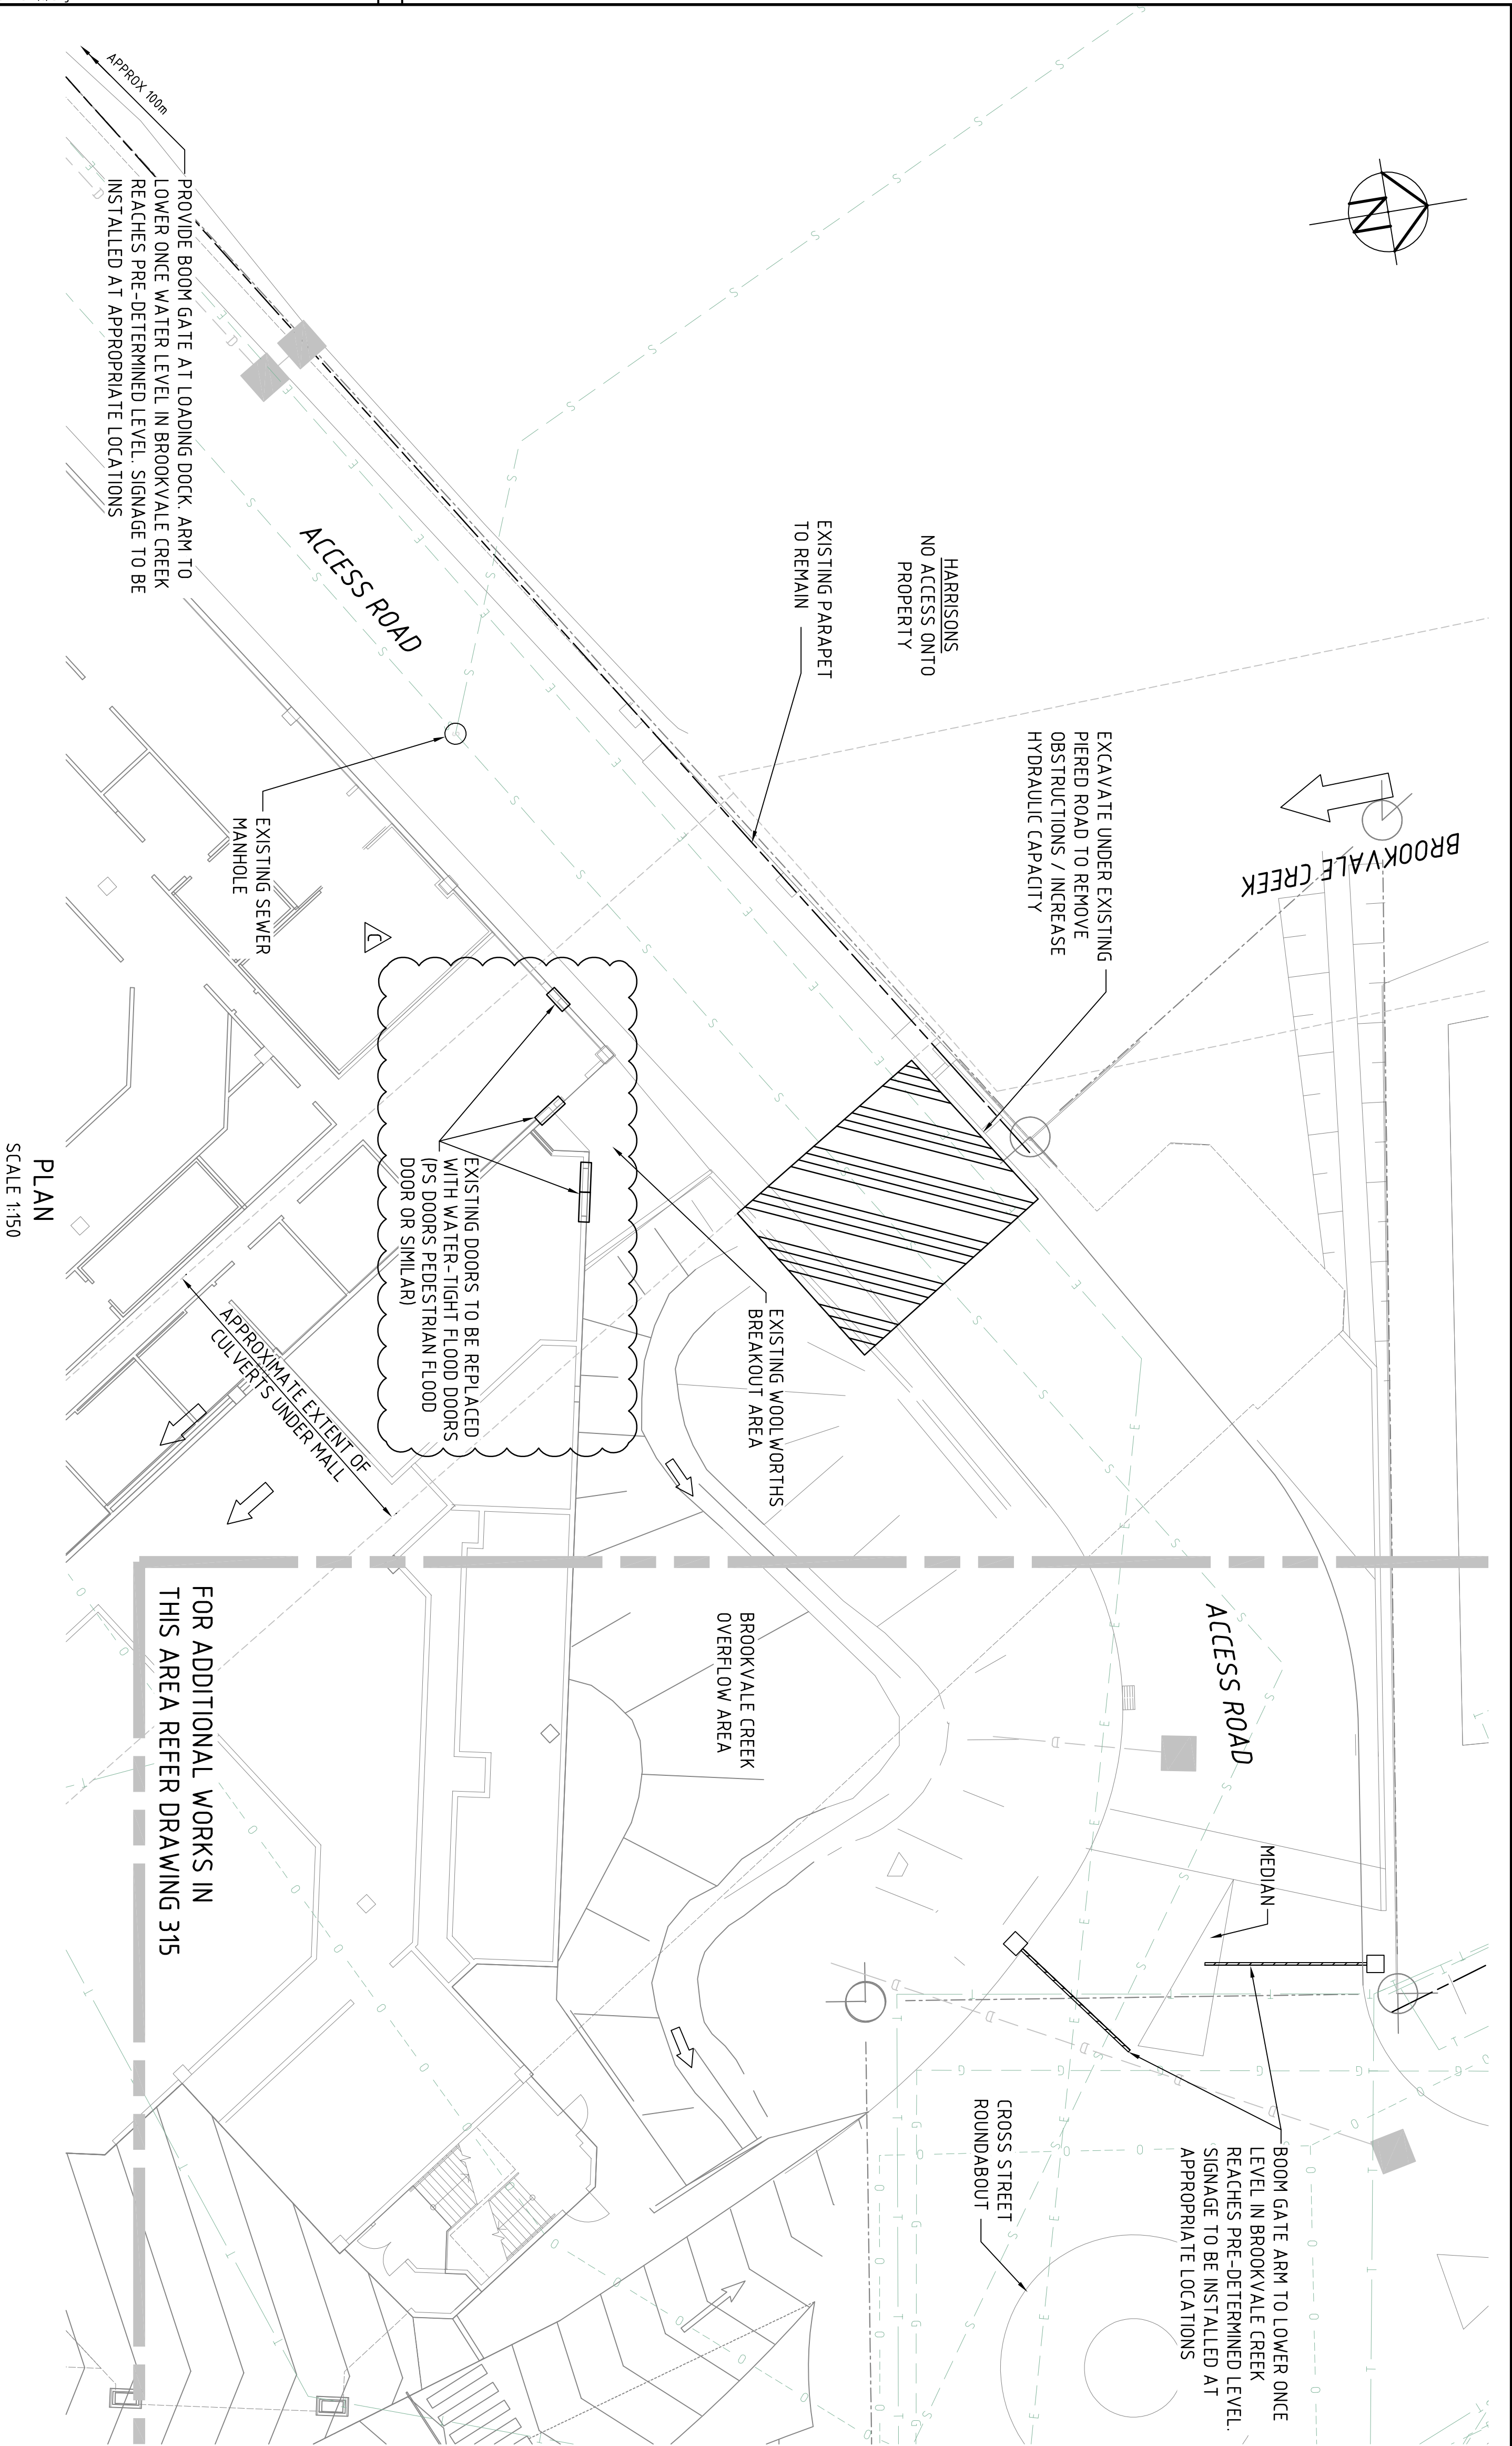 N
BROOKVALE CREEK
EXCAVATE UNDER EXISTING
PIERED ROAD TO REMOVE
OBSTRUCTIONS / INCREASE
HYDRAULIC CAPACITY
HARRISONS
NO ACCESS ONTO
PROPERTY
EXISTING PARAPET
TO REMAIN
ACCESS ROAD
APPROX 100m
PROVIDE BOOM GATE AT LOADING DOCK. ARM TO
LOWER ONCE WATER LEVEL IN BROOKVALE CREEK
REACHES PRE-DETERMINED LEVEL. SIGNAGE TO BE
INSTALLED AT APPROPRIATE LOCATIONS
EXISTING SEWER
MANHOLE
C
EXISTING DOORS TO BE REPLACED
WITH WATER-TIGHT FLOOD DOORS
(PS DOORS PEDESTRIAN FLOOD
DOOR OR SIMILAR)
EXISTING WOOLWORTHS
BREAKOUT AREA
APPROXIMATE EXTENT OF
CULVERTS UNDER MALL
ACCESS ROAD
MEDIAN
BROOKVALE CREEK
OVERFLOW AREA
BOOM GATE ARM TO LOWER ONCE
LEVEL IN BROOKVALE CREEK
REACHES PRE-DETERMINED LEVEL.
SIGNAGE TO BE INSTALLED AT
APPROPRIATE LOCATIONS
CROSS STREET
ROUNDABOUT
FOR ADDITIONAL WORKS IN
THIS AREA REFER DRAWING 315
PLAN
SCALE 1:150